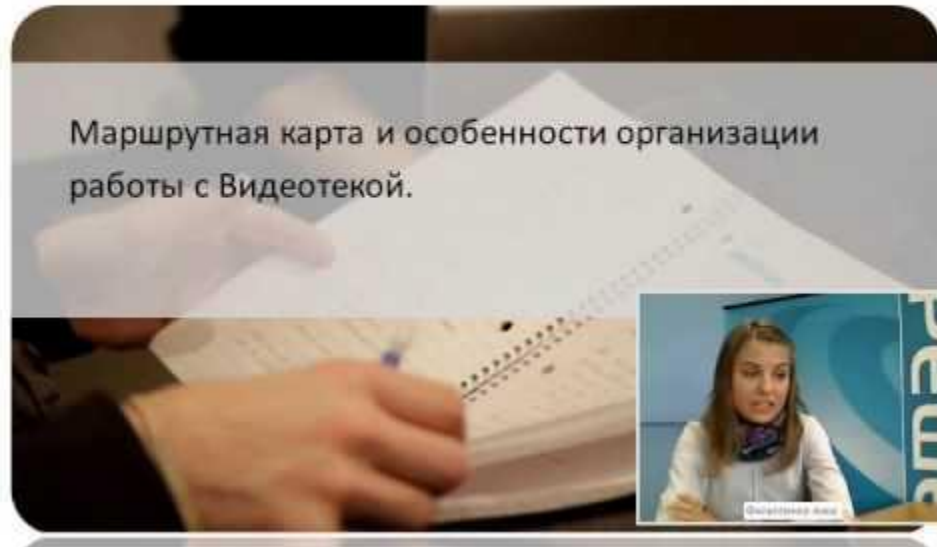 Маршрутная карта и особенности организации
работы с Видеотекой.